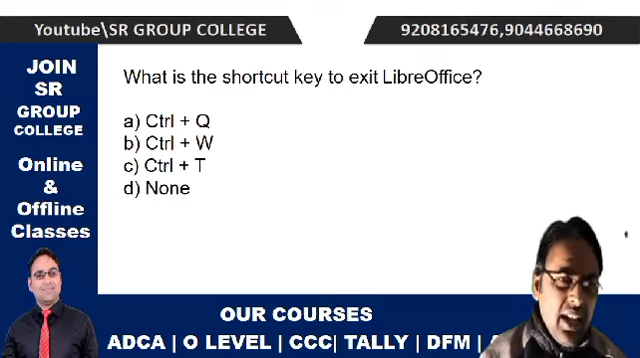 Youtube\SR GROUP COLLEGE
9208165476,9044668690
JOIN
SR
GROUP
COLLEGE
Online
&
Offline
Classes
What is the shortcut key to exit LibreOffice?
a) Ctrl + Q
b) Ctrl + W
c) Ctrl + T
d) None
OUR COURSES
ADCA | O LEVEL | CCC| TALLY | DFM |